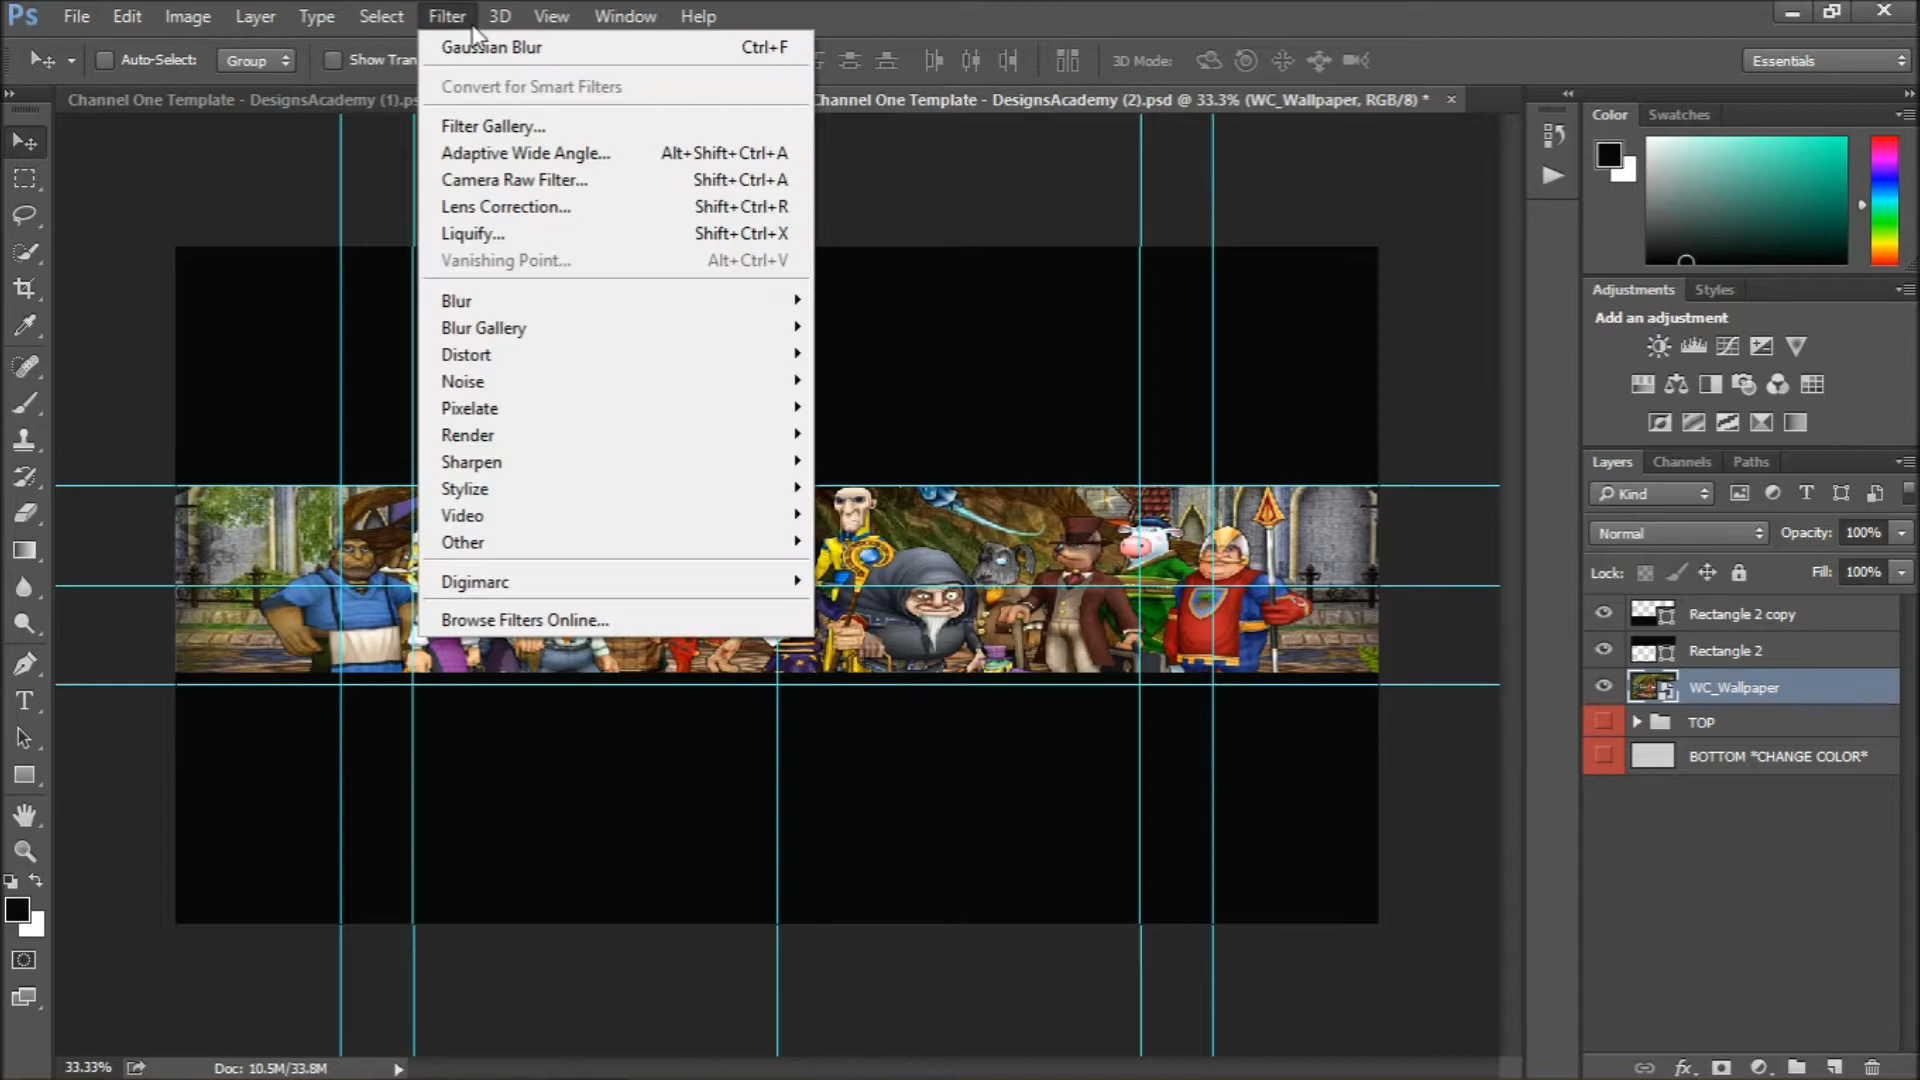 Ps File Edit Image Layer Type Select Filter 3D View Window Help
Auto-Select: Group Show Tran 3D Mode: Essentials
Channel One Template - DesignsAcademy (1).ps Channel One Template - DesignsAcademy (2).psd @ 33.3% (WC_Wallpaper, RGB/8) *
Gaussian Blur Ctrl+F
Convert for Smart Filters
Filter Gallery...
Adaptive Wide Angle... Alt+Shift+Ctrl+A
Camera Raw Filter... Shift+Ctrl+A
Lens Correction... Shift+Ctrl+R
Liquify... Shift+Ctrl+X
Vanishing Point... Alt+Ctrl+V
Blur
Blur Gallery
Distort
Noise
Pixelate
Render
Sharpen
Stylize
Video
Other
Digimarc
Browse Filters Online...
Color Swatches
Adjustments Styles
Add an adjustment
Layers Channels Paths
Kind
Normal Opacity: 100%
Lock: Fill: 100%
Rectangle 2 copy
Rectangle 2
WC_Wallpaper
TOP
BOTTOM *CHANGE COLOR*
33.33% Doc: 10.5M/33.8M